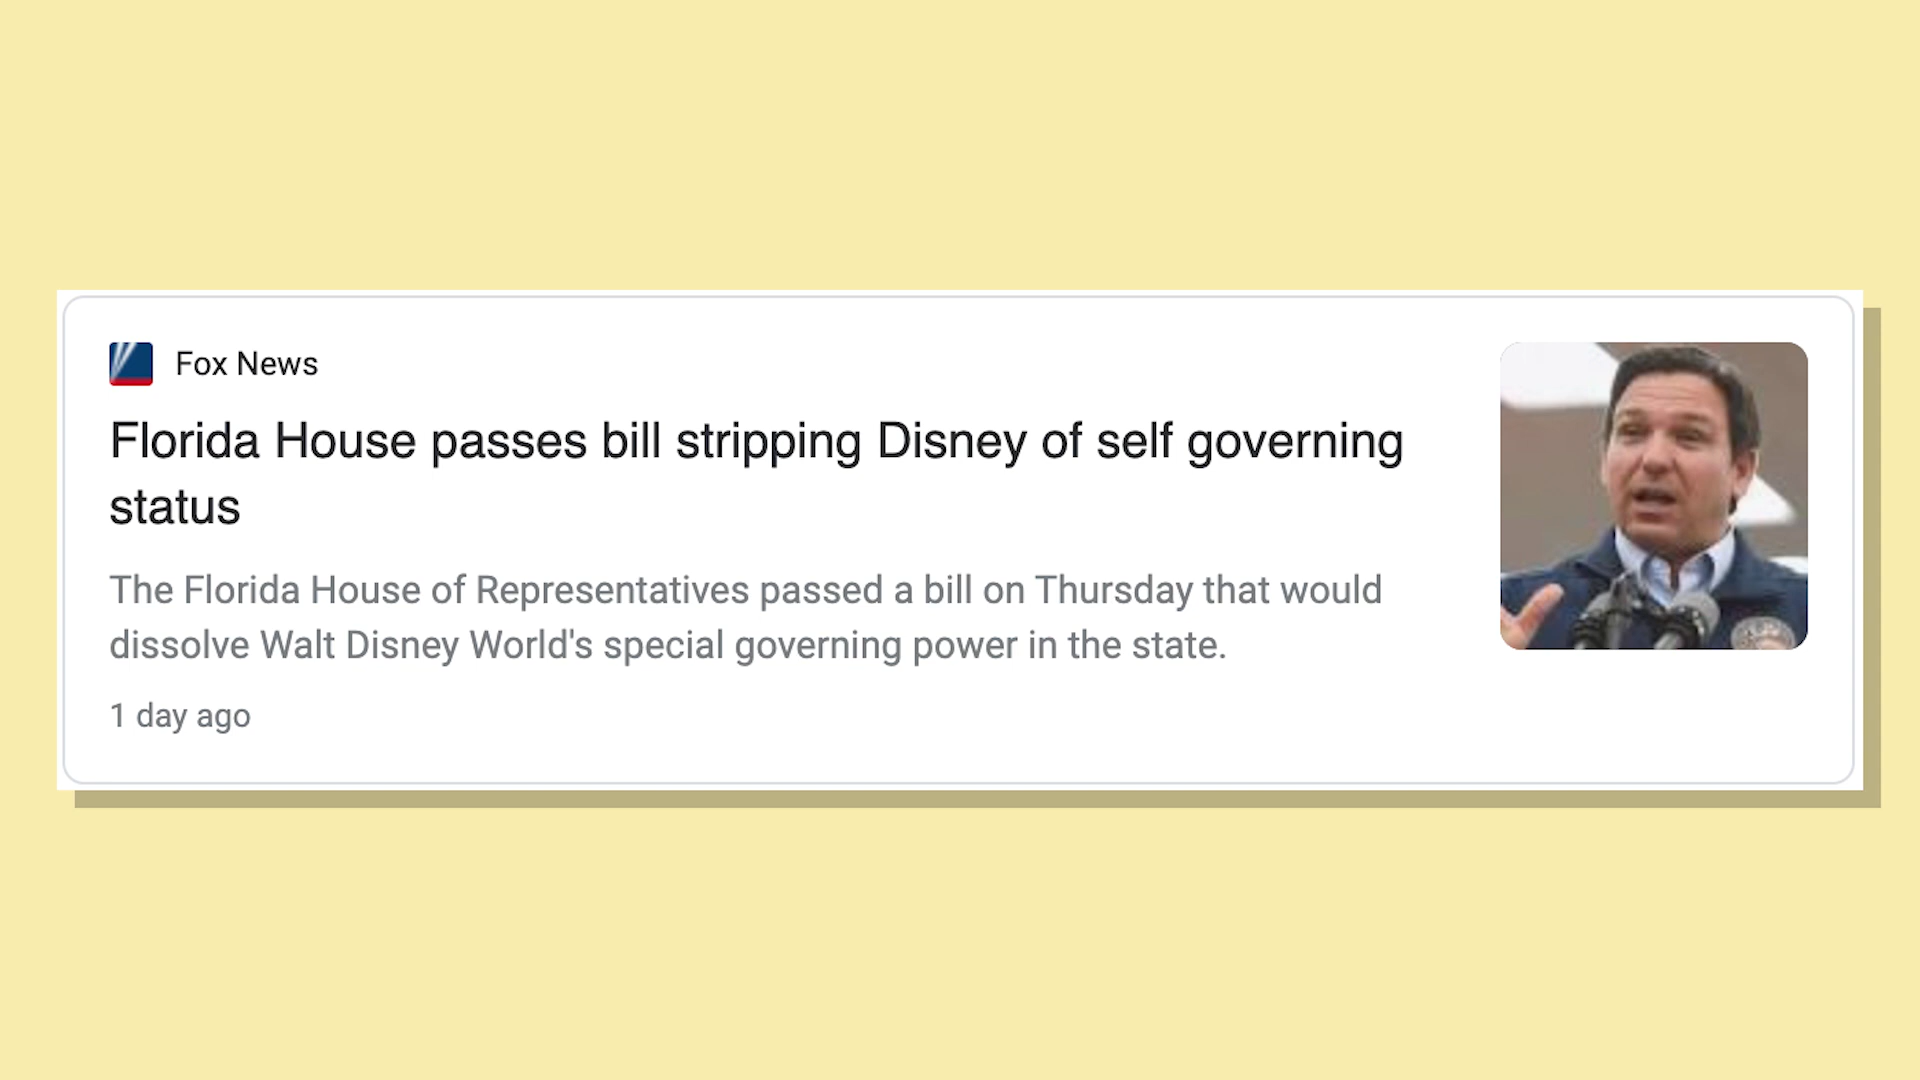 Fox News
Florida House passes bill stripping Disney of self governing
status
The Florida House of Representatives passed a bill on Thursday that would
dissolve Walt Disney World's special governing power in the state.
1 day ago